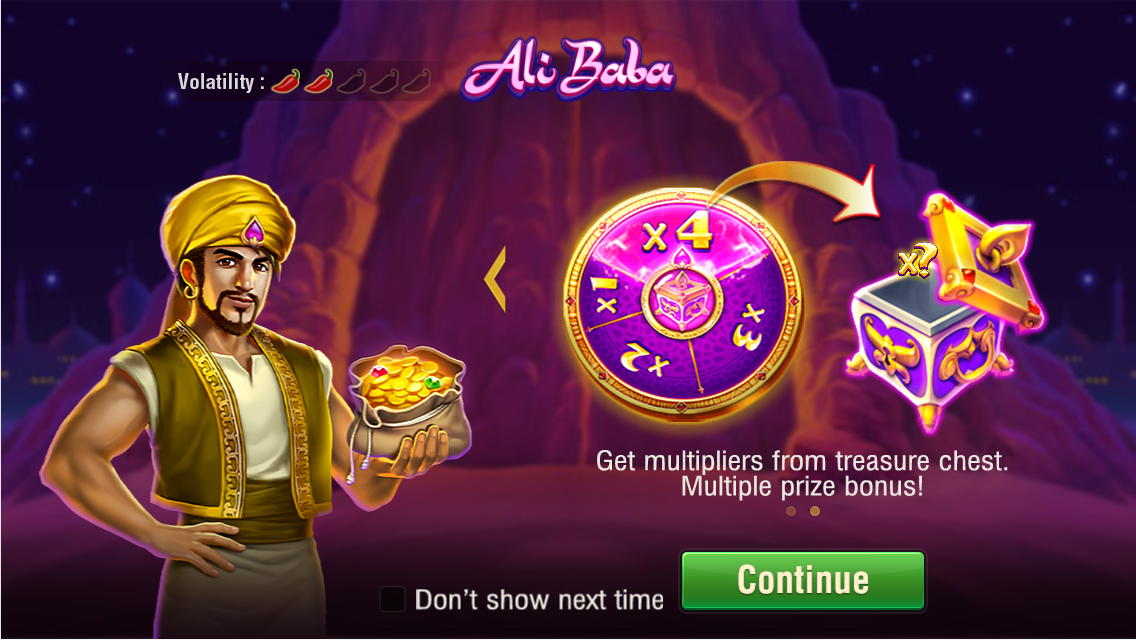 Ali Baba
Volatility :
x4
x1
x3
x2
x?
Get multipliers from treasure chest.
Multiple prize bonus!
Don't show next time
Continue